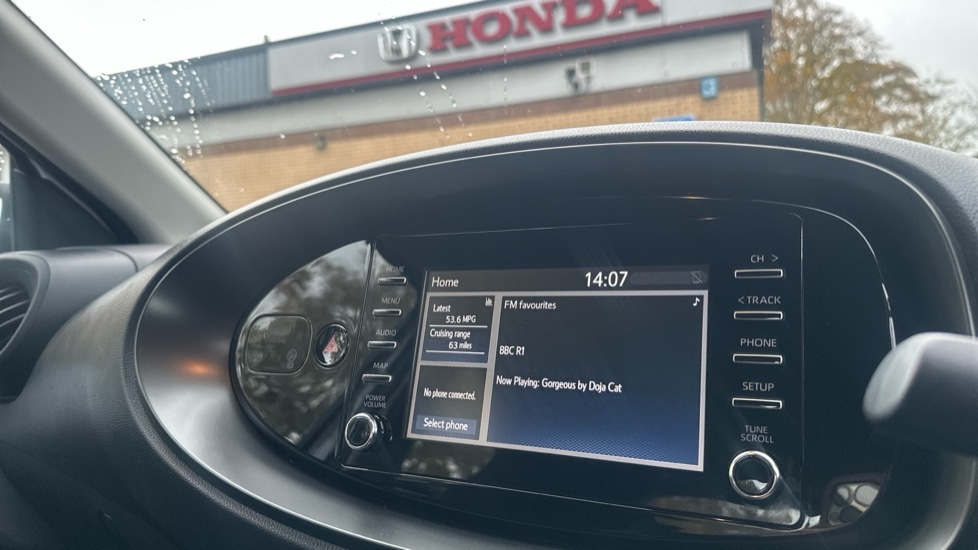 HONDA
Home
14:07
Latest
53.6 MPG
Cruising range
63 miles
No phone connected.
Select phone
FM favourites
BBC R1
Now Playing: Gorgeous by Doja Cat
HOME
MENU
AUDIO
MAP
POWER
VOLUME
CH >
< TRACK
PHONE
SETUP
TUNE
SCROLL